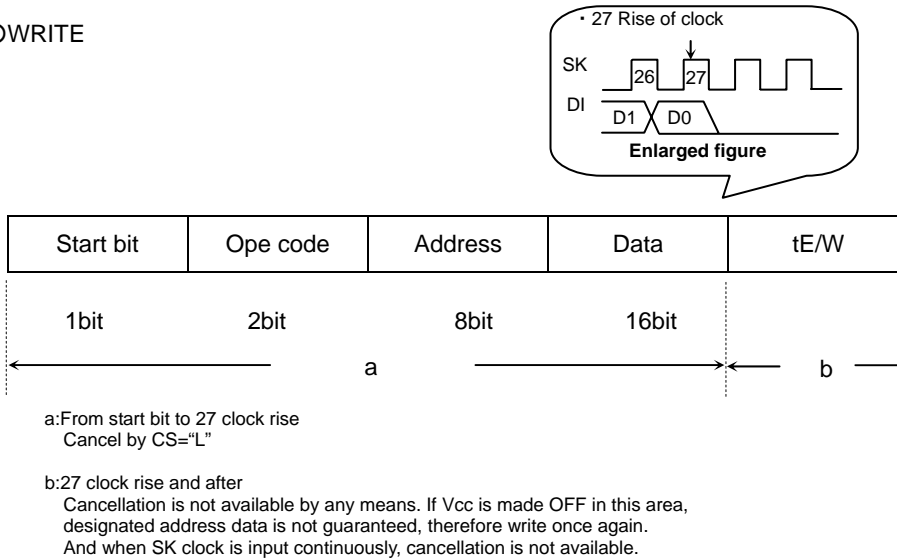 WRITE
・27 Rise of clock
SK
26 27
DI
D1 D0
Enlarged figure
Start bit Ope code Address Data tE/W
1bit 2bit 8bit 16bit
a b
a:From start bit to 27 clock rise
Cancel by CS=“L”
b:27 clock rise and after
Cancellation is not available by any means. If Vcc is made OFF in this area,
designated address data is not guaranteed, therefore write once again.
And when SK clock is input continuously, cancellation is not available.